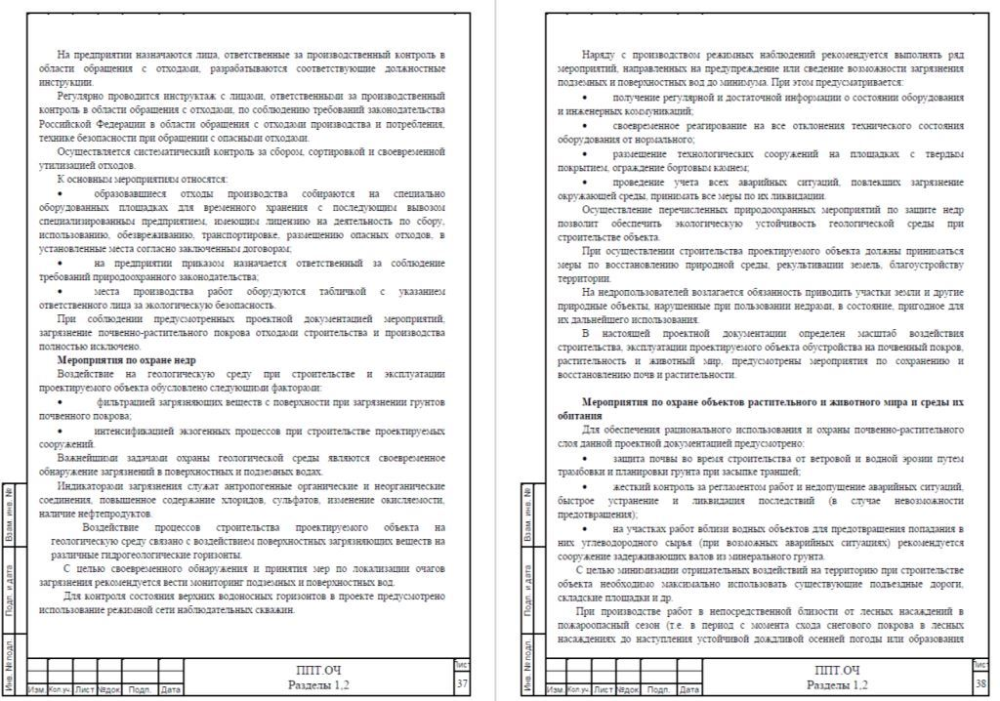 На предприятии назначаются лица, ответственные за производственный контроль в
области обращения с отходами, разрабатываются соответствующие должностные
инструкции.
Регулярно проводится инструктаж с лицами, ответственными за производственный
контроль в области обращения с отходами, по соблюдению требований законодательства
Российской Федерации в области обращения с отходами производства и потребления,
технике безопасности при обращении с опасными отходами.
Осуществляется систематический контроль за сбором, сортировкой и своевременной
утилизацией отходов.
К основным мероприятиям относятся:
• образовавшиеся отходы производства собираются на специально
оборудованных площадках для временного хранения с последующим вывозом
специализированным предприятием, имеющим лицензию на деятельность по сбору,
использованию, обезвреживанию, транспортировке, размещению опасных отходов, в
установленные места согласно заключенным договорам;
• на предприятии приказом назначается ответственный за соблюдение
требований природоохранного законодательства;
• места производства работ оборудуются табличкой с указанием
ответственного лица за экологическую безопасность.
При соблюдении предусмотренных проектной документацией мероприятий,
загрязнение почвенно-растительного покрова отходами строительства и производства
полностью исключено.
Мероприятия по охране недр
Воздействие на геологическую среду при строительстве и эксплуатации
проектируемого объекта обусловлено следующими факторами:
• фильтрацией загрязняющих веществ с поверхности при загрязнении грунтов
почвенного покрова;
• интенсификацией экзогенных процессов при строительстве проектируемых
сооружений.
Важнейшими задачами охраны геологической среды являются своевременное
обнаружение загрязнений в поверхностных и подземных водах.
Индикаторами загрязнения служат антропогенные органические и неорганические
соединения, повышенное содержание хлоридов, сульфатов, изменение окисляемости,
наличие нефтепродуктов.
Воздействие процессов строительства проектируемого объекта на
геологическую среду связано с воздействием поверхностных загрязняющих веществ на
различные гидрогеологические горизонты.
С целью своевременного обнаружения и принятия мер по локализации очагов
загрязнения рекомендуется вести мониторинг подземных и поверхностных вод.
Для контроля состояния верхних водоносных горизонтов в проекте предусмотрено
использование режимной сети наблюдательных скважин.
Взам. инв. №
Подп. и дата
Инв. № подл.
Изм. Кол.уч. Лист №док Подп. Дата
ППТ.ОЧ
Разделы 1,2
Лист
37
Наряду с производством режимных наблюдений рекомендуется выполнять ряд
мероприятий, направленных на предупреждение или сведение возможности загрязнения
подземных и поверхностных вод до минимума. При этом предусматривается:
• получение регулярной и достаточной информации о состоянии оборудования
и инженерных коммуникаций;
• своевременное реагирование на все отклонения технического состояния
оборудования от нормального;
• размещение технологических сооружений на площадках с твердым
покрытием, ограждение бортовым камнем;
• проведение учета всех аварийных ситуаций, повлекших загрязнение
окружающей среды, принимать все меры по их ликвидации.
Осуществление перечисленных природоохранных мероприятий по защите недр
позволит обеспечить экологическую устойчивость геологической среды при
строительстве объекта.
При осуществлении строительства проектируемого объекта должны приниматься
меры по восстановлению природной среды, рекультивации земель, благоустройству
территории.
На недропользователей возлагается обязанность приводить участки земли и другие
природные объекты, нарушенные при пользовании недрами, в состояние, пригодное для
их дальнейшего использования.
В настоящей проектной документации определен масштаб воздействия
строительства, эксплуатации проектируемого объекта обустройства на почвенный покров,
растительность и животный мир, предусмотрены мероприятия по сохранению и
восстановлению почв и растительности.
Мероприятия по охране объектов растительного и животного мира и среды их
обитания
Для обеспечения рационального использования и охраны почвенно-растительного
слоя данной проектной документацией предусмотрено:
• защита почвы во время строительства от ветровой и водной эрозии путем
трамбовки и планировки грунта при засыпке траншей;
• жесткий контроль за регламентом работ и недопущение аварийных ситуаций,
быстрое устранение и ликвидация последствий (в случае невозможности
предотвращения);
• на участках работ вблизи водных объектов для предотвращения попадания в
них углеводородного сырья (при возможных аварийных ситуациях) рекомендуется
сооружение задерживающих валов из минерального грунта.
С целью минимизации отрицательных воздействий на территорию при строительстве
объекта необходимо максимально использовать существующие подъездные дороги,
складские площадки и др.
При производстве работ в непосредственной близости от лесных насаждений в
пожароопасный сезон (т.е. в период с момента схода снегового покрова в лесных
насаждениях до наступления устойчивой дождливой осенней погоды или образования
Взам. инв. №
Подп. и дата
Инв. № подл.
Изм. Кол.уч. Лист №док Подп. Дата
ППТ.ОЧ
Разделы 1,2
Лист
38